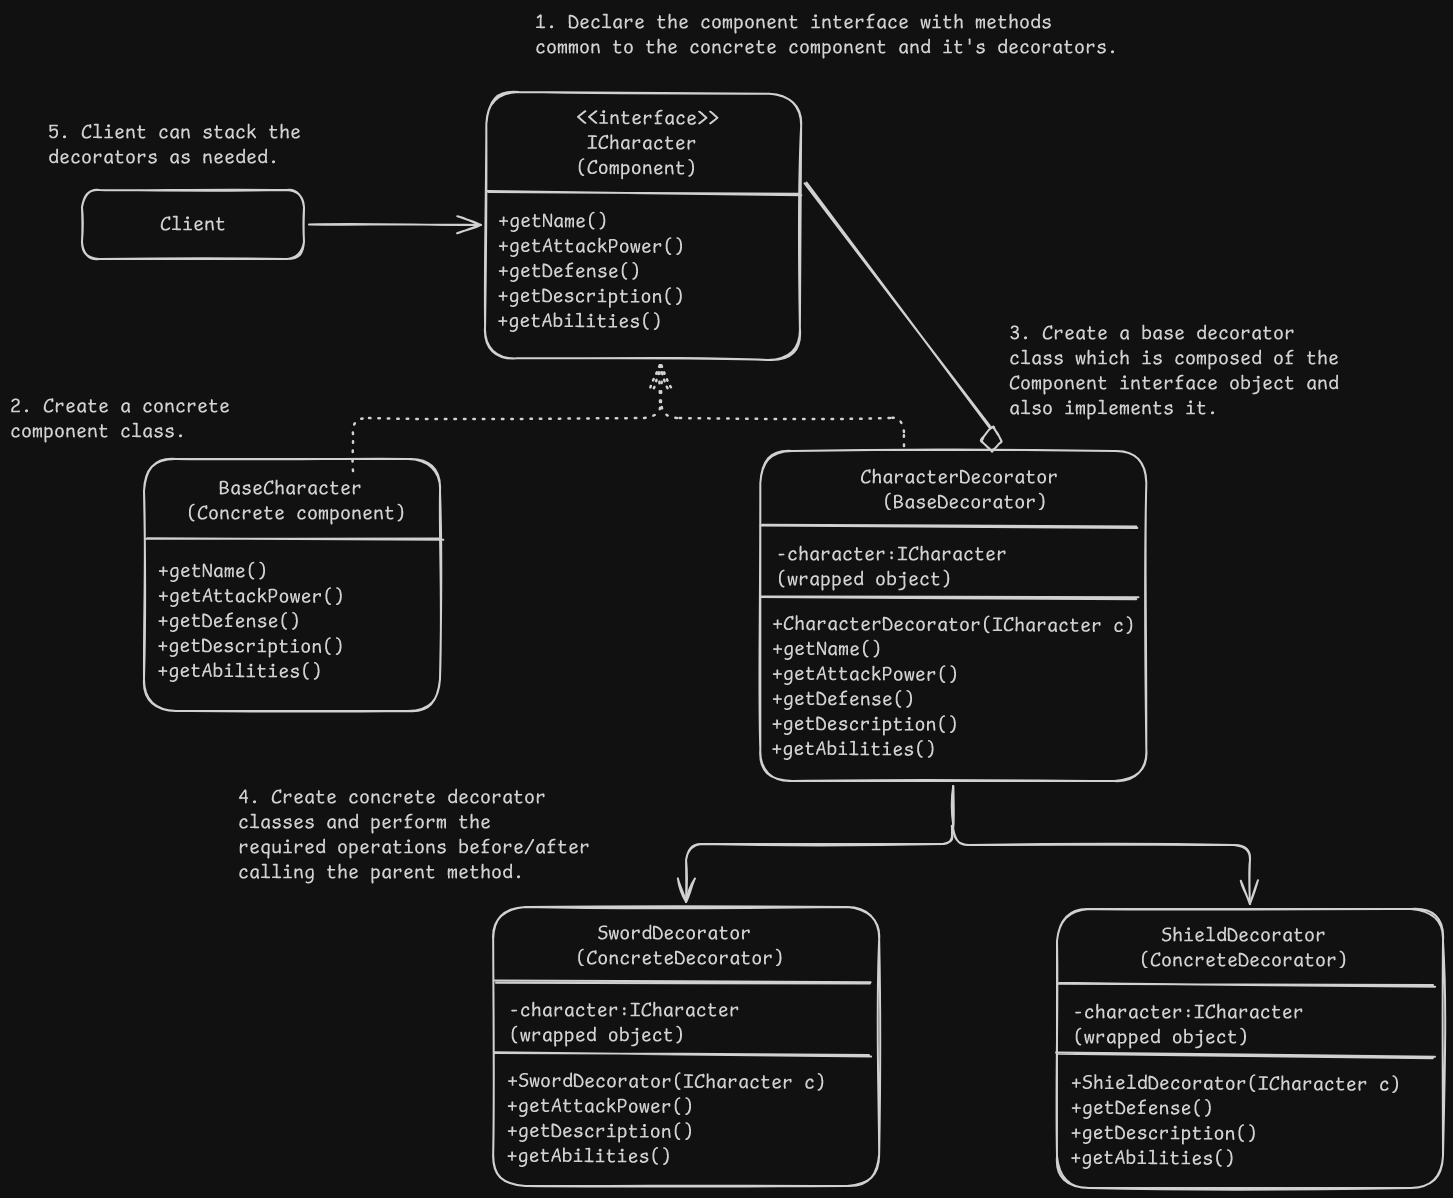 1. Declare the component interface with methods
common to the concrete component and it's decorators.
<<interface>>
ICharacter
(Component)
+getName()
+getAttackPower()
+getDefense()
+getDescription()
+getAbilities()
5. Client can stack the
decorators as needed.
Client
3. Create a base decorator
class which is composed of the
Component interface object and
also implements it.
2. Create a concrete
component class.
BaseCharacter
(Concrete component)
+getName()
+getAttackPower()
+getDefense()
+getDescription()
+getAbilities()
CharacterDecorator
(BaseDecorator)
-character:ICharacter
(wrapped object)
+CharacterDecorator(ICharacter c)
+getName()
+getAttackPower()
+getDefense()
+getDescription()
+getAbilities()
4. Create concrete decorator
classes and perform the
required operations before/after
calling the parent method.
SwordDecorator
(ConcreteDecorator)
-character:ICharacter
(wrapped object)
+SwordDecorator(ICharacter c)
+getAttackPower()
+getDescription()
+getAbilities()
ShieldDecorator
(ConcreteDecorator)
-character:ICharacter
(wrapped object)
+ShieldDecorator(ICharacter c)
+getDefense()
+getDescription()
+getAbilities()